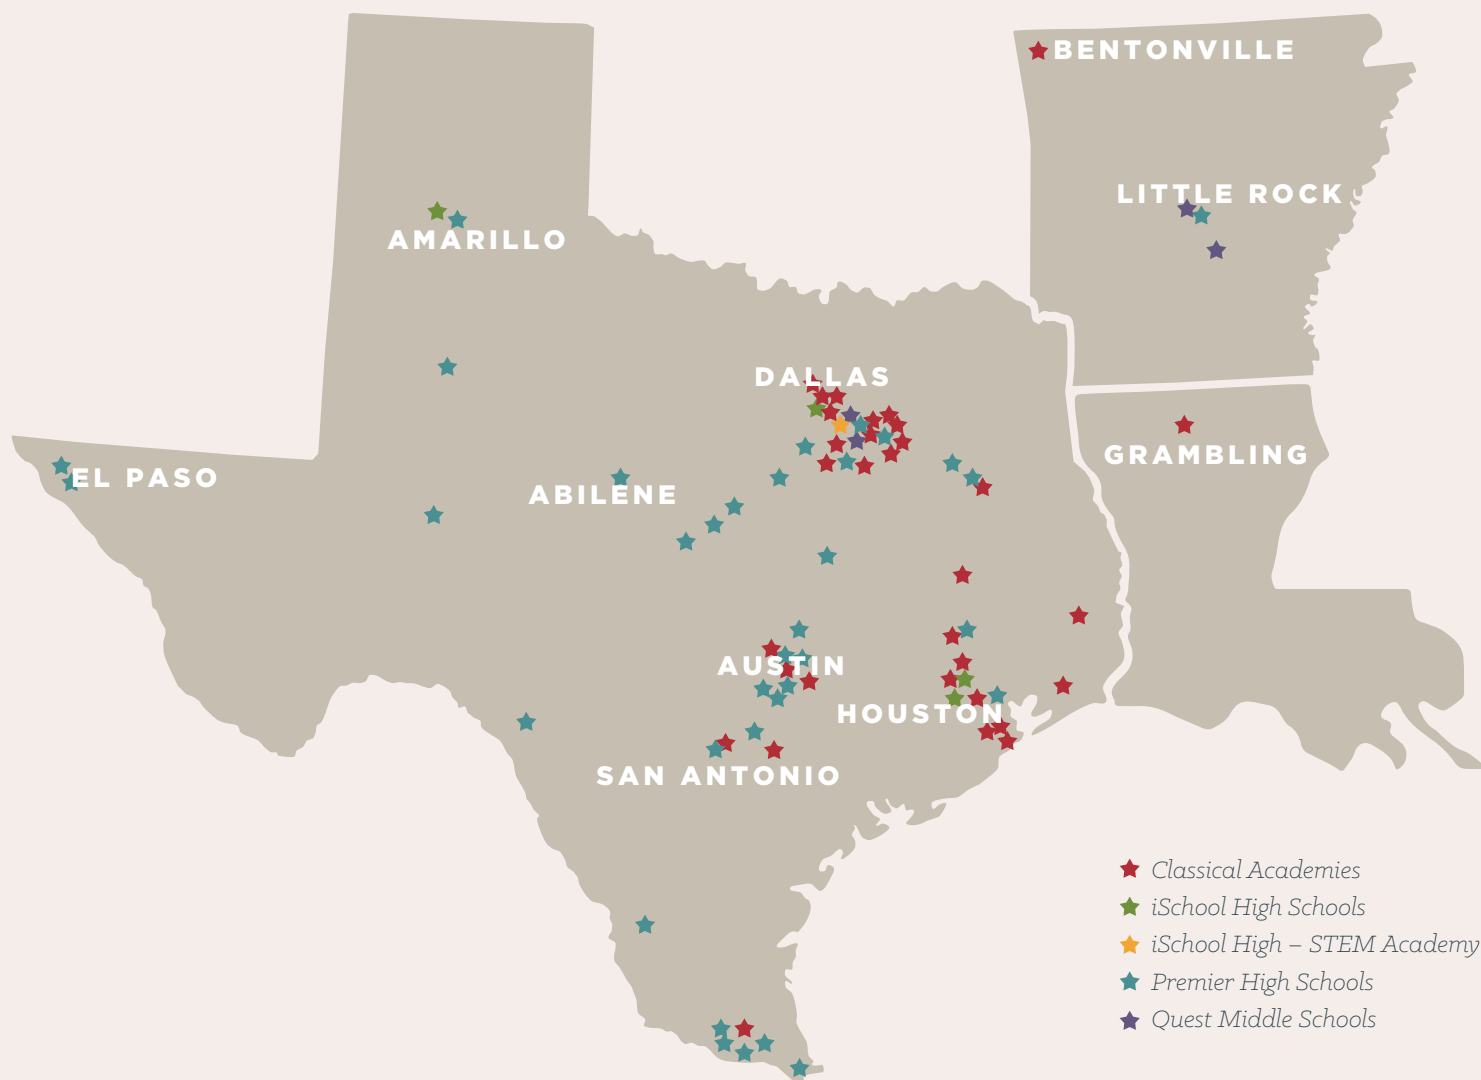 BENTONVILLE
LITTLE ROCK
AMARILLO
DALLAS
GRAMBLING
EL PASO
ABILENE
AUSTIN
HOUSTON
SAN ANTONIO
Classical Academies
iSchool High Schools
iSchool High – STEM Academy
Premier High Schools
Quest Middle Schools